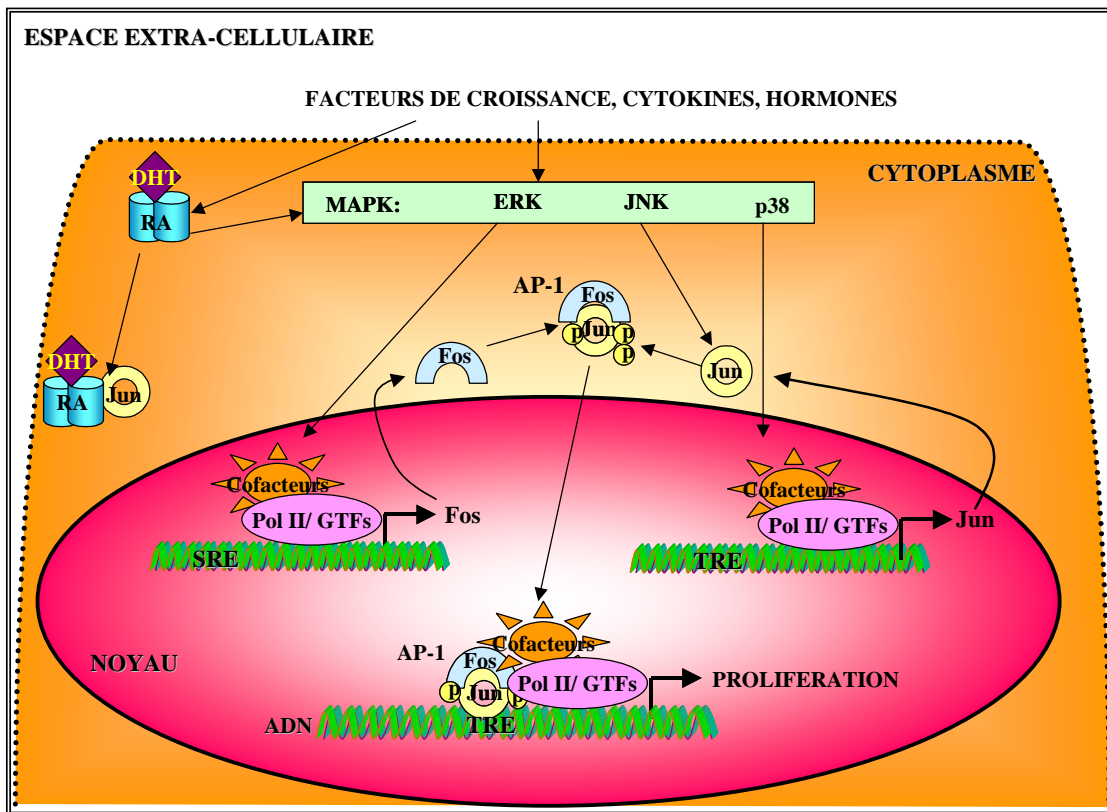 ESPACE EXTRA-CELLULAIRE
FACTEURS DE CROISSANCE, CYTOKINES, HORMONES
CYTOPLASME
DHT
RA
MAPK: ERK JNK p38
AP-1
Fos
Jun
p
p
p
Fos
Jun
DHT
RA
Jun
Cofacteurs
Pol II/ GTFs
Fos
SRE
Cofacteurs
Pol II/ GTFs
Jun
TRE
NOYAU
AP-1
Fos
Cofacteurs
p
Jun
p
Pol II/ GTFs
PROLIFERATION
ADN
TRE